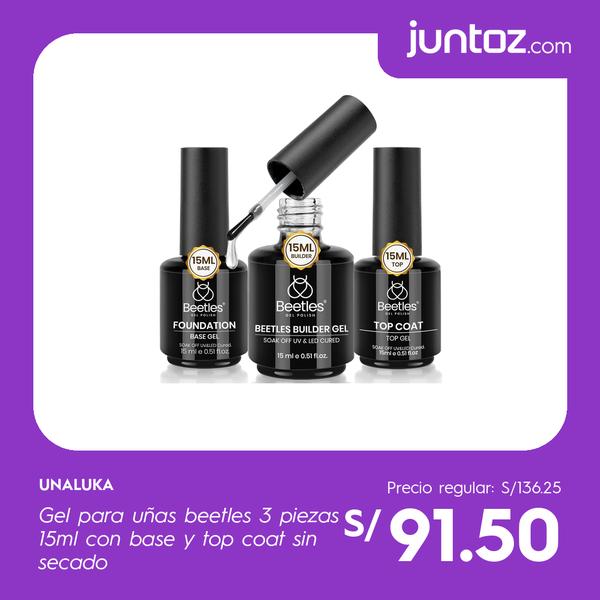 juntoz.com
15ML
BASE
Beetles®
GEL POLISH
FOUNDATION
BASE GEL
SOAK OFF UV&LED Cured.
15 ml e 0.51 fl.oz.
15ML
BUILDER
Beetles®
GEL POLISH
BEETLES BUILDER GEL
SOAK OFF UV & LED CURED
15 ml e 0.51 fl.oz.
15ML
TOP
Beetles®
GEL POLISH
TOP COAT
TOP GEL
SOAK OFF UV&LED Cured.
15ml e 0.51 fl.oz.
UNALUKA
Gel para uñas beetles 3 piezas
15ml con base y top coat sin
secado
Precio regular: S/136.25
S/91.50